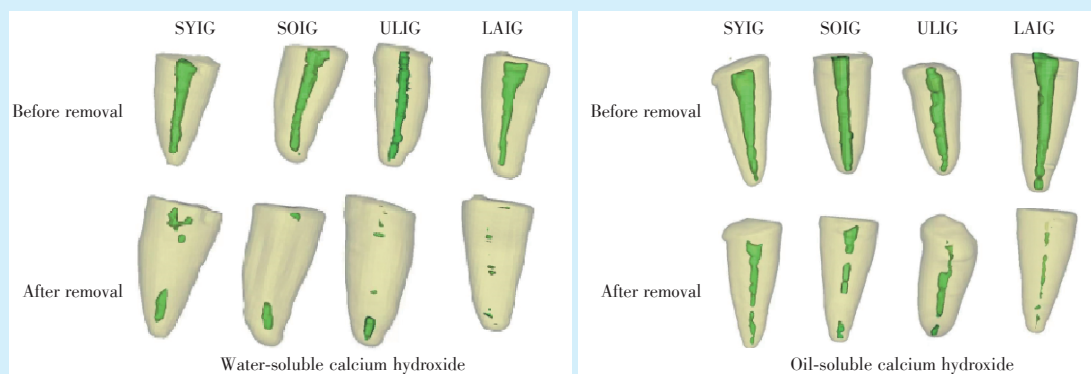 SYIG SOIG ULIG LAIG
Before removal
After removal
Water-soluble calcium hydroxide
SYIG SOIG ULIG LAIG
Before removal
After removal
Oil-soluble calcium hydroxide